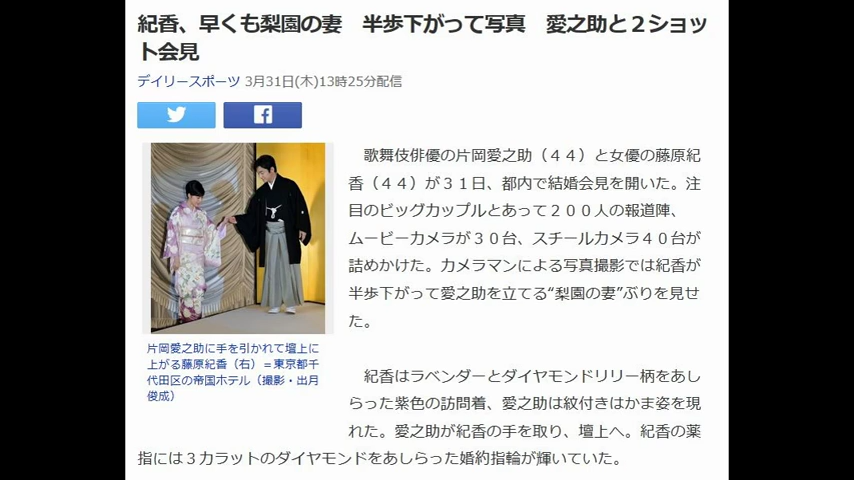 紀香、早くも梨園の妻　半歩下がって写真　愛之助と２ショッ
ト会見
デイリースポーツ 3月31日(木)13時25分配信
　歌舞伎俳優の片岡愛之助（４４）と女優の藤原紀
香（４４）が３１日、都内で結婚会見を開いた。注
目のビッグカップルとあって２００人の報道陣、
ムービーカメラが３０台、スチールカメラ４０台が
詰めかけた。カメラマンによる写真撮影では紀香が
半歩下がって愛之助を立てる“梨園の妻”ぶりを見せ
た。
片岡愛之助に手を引かれて壇上に
上がる藤原紀香（右）＝東京都千
代田区の帝国ホテル（撮影・出月
俊成）
　紀香はラベンダーとダイヤモンドリリー柄をあし
らった紫色の訪問着、愛之助は紋付きはかま姿を現
れた。愛之助が紀香の手を取り、壇上へ。紀香の薬
指には３カラットのダイヤモンドをあしらった婚約指輪が輝いていた。